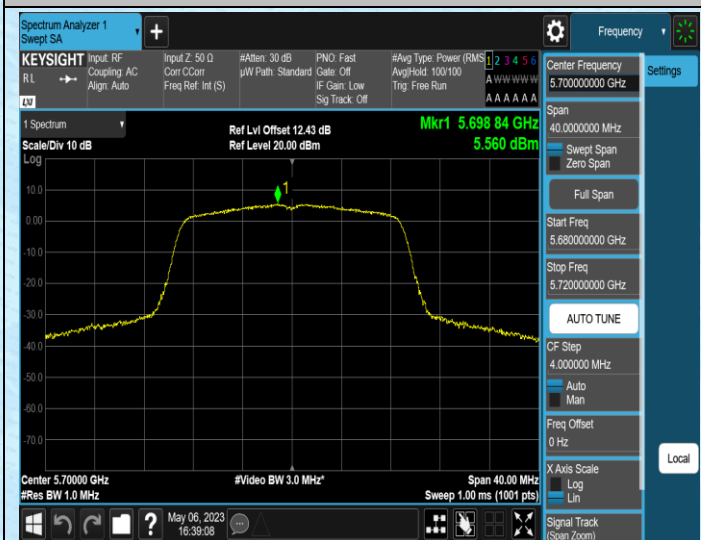 Spectrum Analyzer 1
Swept SA
Frequency
KEYSIGHT
RL
Input: RF
Coupling: AC
Align: Auto
Input Z: 50 Ω
Corr CCorr
Freq Ref: Int (S)
#Atten: 30 dB
µW Path: Standard
PNO: Fast
Gate: Off
IF Gain: Low
Sig Track: Off
#Avg Type: Power (RMS
Avg|Hold: 100/100
Trig: Free Run
1 2 3 4 5 6
A W W W W W
A A A A A A
1 Spectrum
Scale/Div 10 dB
Log
Ref Lvl Offset 12.43 dB
Ref Level 20.00 dBm
Mkr1 5.698 84 GHz
5.560 dBm
1
10.0
0.00
-10.0
-20.0
-30.0
-40.0
-50.0
-60.0
-70.0
Center 5.70000 GHz
#Res BW 1.0 MHz
#Video BW 3.0 MHz*
Span 40.00 MHz
Sweep 1.00 ms (1001 pts)
?
May 06, 2023
16:39:08
Center Frequency
5.700000000 GHz
Span
40.0000000 MHz
Swept Span
Zero Span
Full Span
Start Freq
5.680000000 GHz
Stop Freq
5.720000000 GHz
AUTO TUNE
CF Step
4.000000 MHz
Auto
Man
Freq Offset
0 Hz
X Axis Scale
Log
Lin
Signal Track
(Span Zoom)
Settings
Local